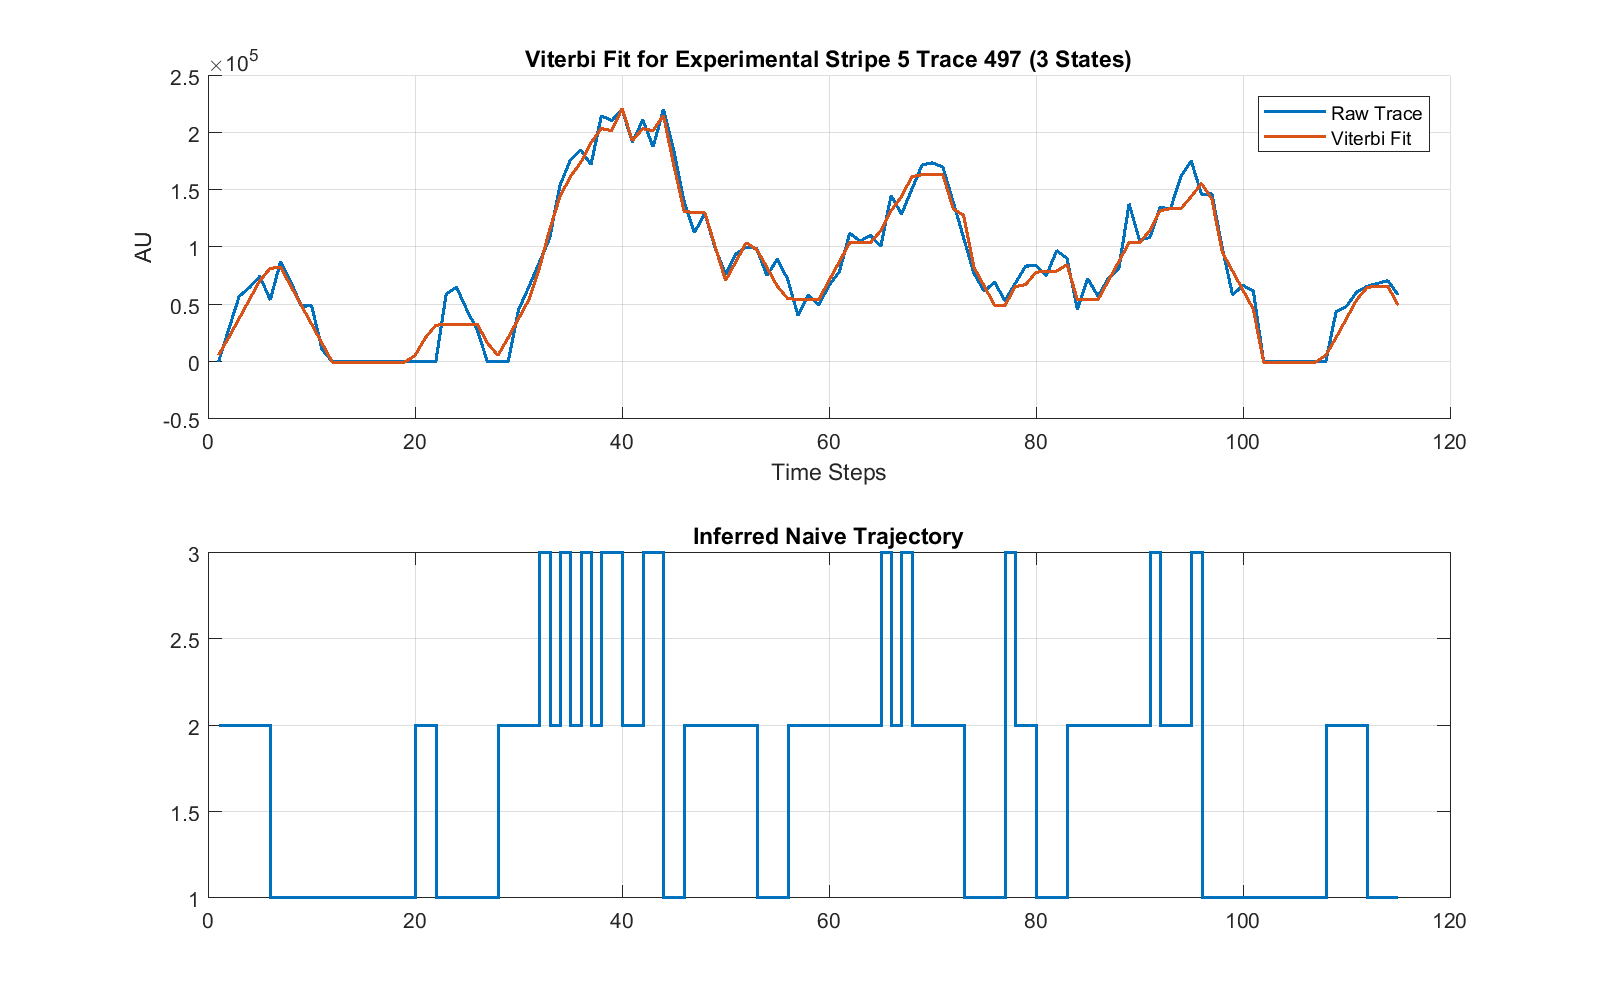 Viterbi Fit for Experimental Stripe 5 Trace 497 (3 States)
×10^5
2.5
2
1.5
1
0.5
0
-0.5
AU
Raw Trace
Viterbi Fit
0 20 40 60 80 100 120
Time Steps
Inferred Naive Trajectory
3
2.5
2
1.5
1
0 20 40 60 80 100 120